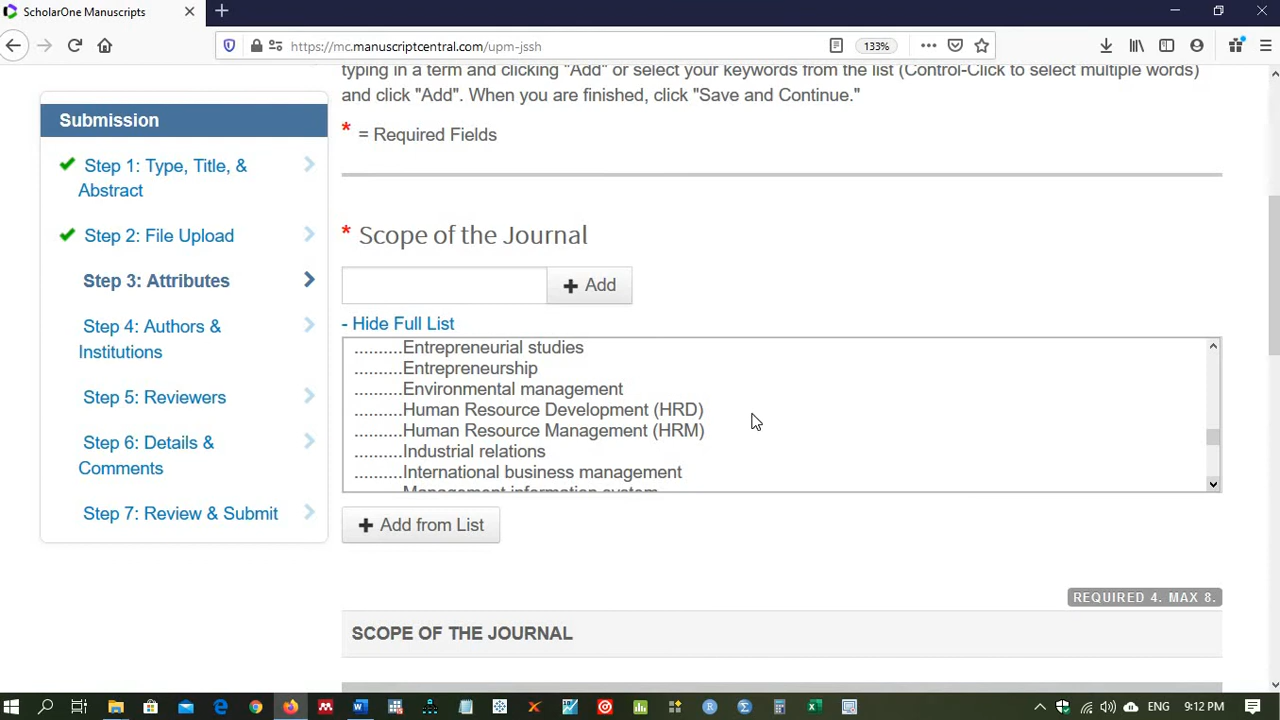 ScholarOne Manuscripts
https://mc.manuscriptcentral.com/upm-jssh
133%
typing in a term and clicking "Add" or select your keywords from the list (Control-Click to select multiple words)
and click "Add". When you are finished, click "Save and Continue."
* = Required Fields
Submission
Step 1: Type, Title, &
Abstract
Step 2: File Upload
Step 3: Attributes
Step 4: Authors &
Institutions
Step 5: Reviewers
Step 6: Details &
Comments
Step 7: Review & Submit
* Scope of the Journal
+ Add
- Hide Full List
..........Entrepreneurial studies
..........Entrepreneurship
..........Environmental management
..........Human Resource Development (HRD)
..........Human Resource Management (HRM)
..........Industrial relations
..........International business management
..........Management information system
+ Add from List
REQUIRED 4. MAX 8.
SCOPE OF THE JOURNAL
ENG
9:12 PM